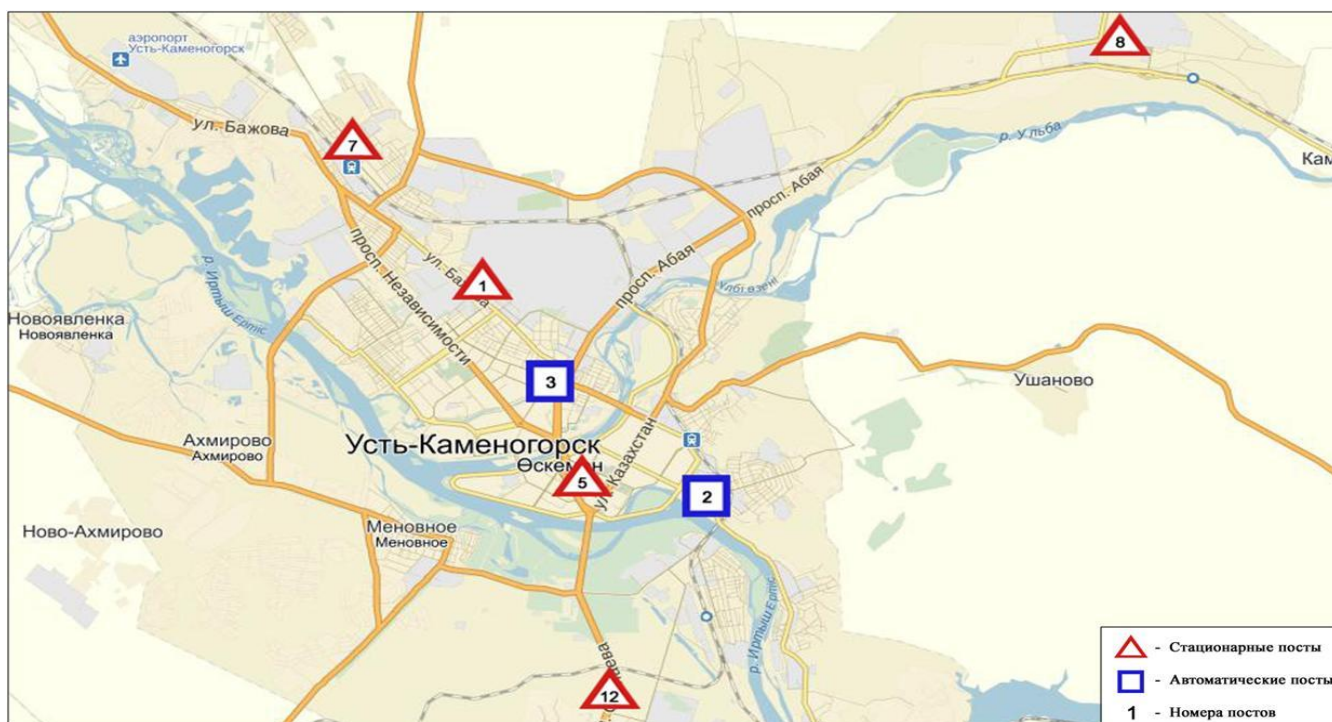 аэропорт
Усть-Каменогорск
8
ул. Бажова
7
р. Ульба
просп. Абая
ул. Бажова
просп. Абая
1
просп. Независимости
р. Иртыш Ертіс
Үлбі өзені
Новоявленка
Новоявленка
3
Ушаново
Усть-Каменогорск
Өскемен
Ахмирово
Ахмирово
5
ул. Казахстан
2
Ново-Ахмирово
Меновное
Меновное
р. Иртыш Ертіс
12
- Стационарные посты
- Автоматические посты
1 - Номера постов